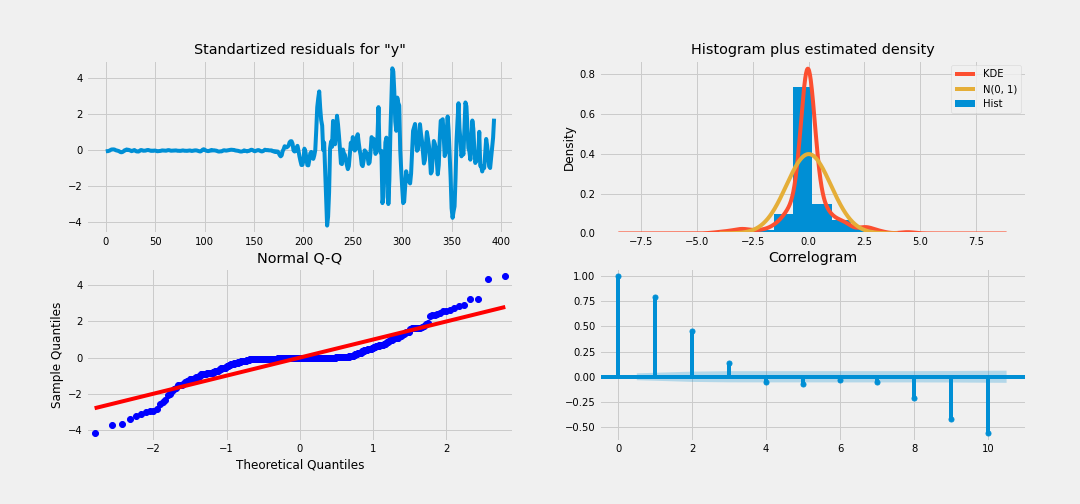 Standartized residuals for "y"
4
2
0
−2
−4
0 50 100 150 200 250 300 350 400
Histogram plus estimated density
Density
0.8
0.6
0.4
0.2
0.0
−7.5 −5.0 −2.5 0.0 2.5 5.0 7.5
KDE
N(0, 1)
Hist
Normal Q-Q
Sample Quantiles
4
2
0
−2
−4
−2 −1 0 1 2
Theoretical Quantiles
Correlogram
1.00
0.75
0.50
0.25
0.00
−0.25
−0.50
0 2 4 6 8 10